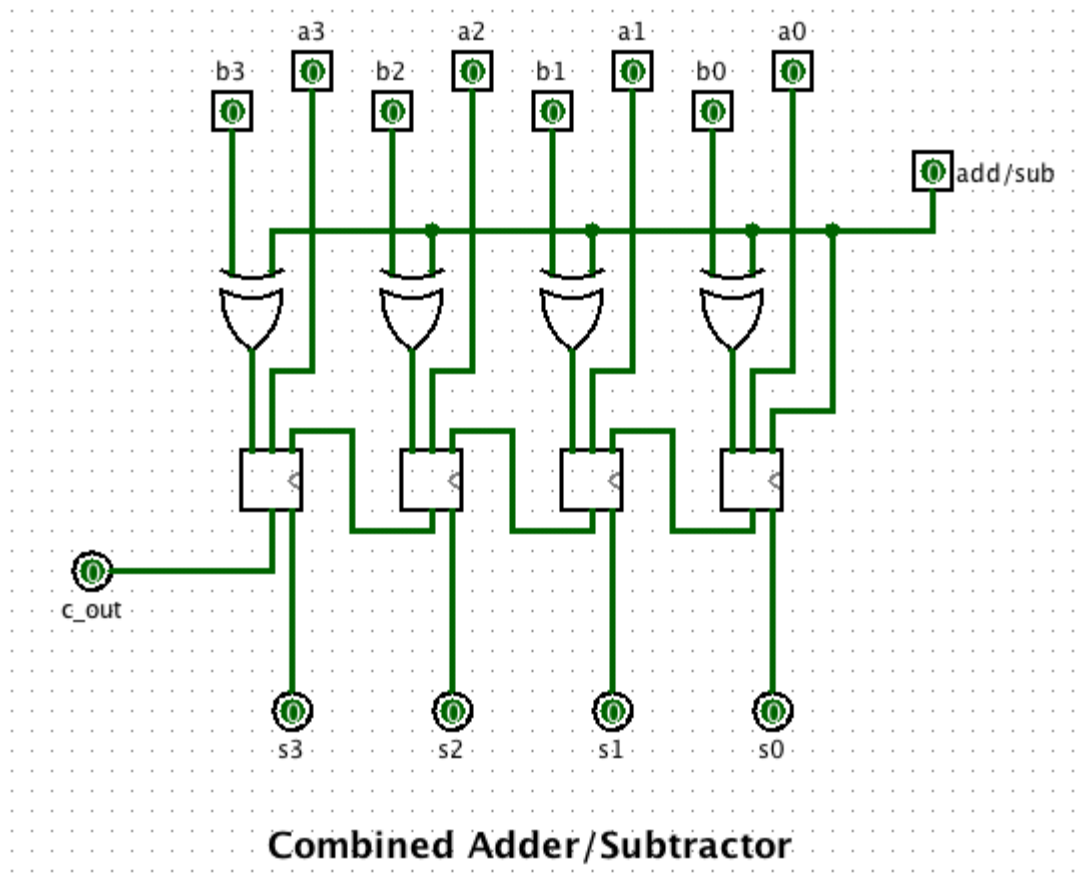 a3 a2 a1 a0
0 0 0 0
b3 b2 b1 b0
0 0 0 0
0 add/sub
0
c_out
0 0 0 0
s3 s2 s1 s0
Combined Adder/Subtractor